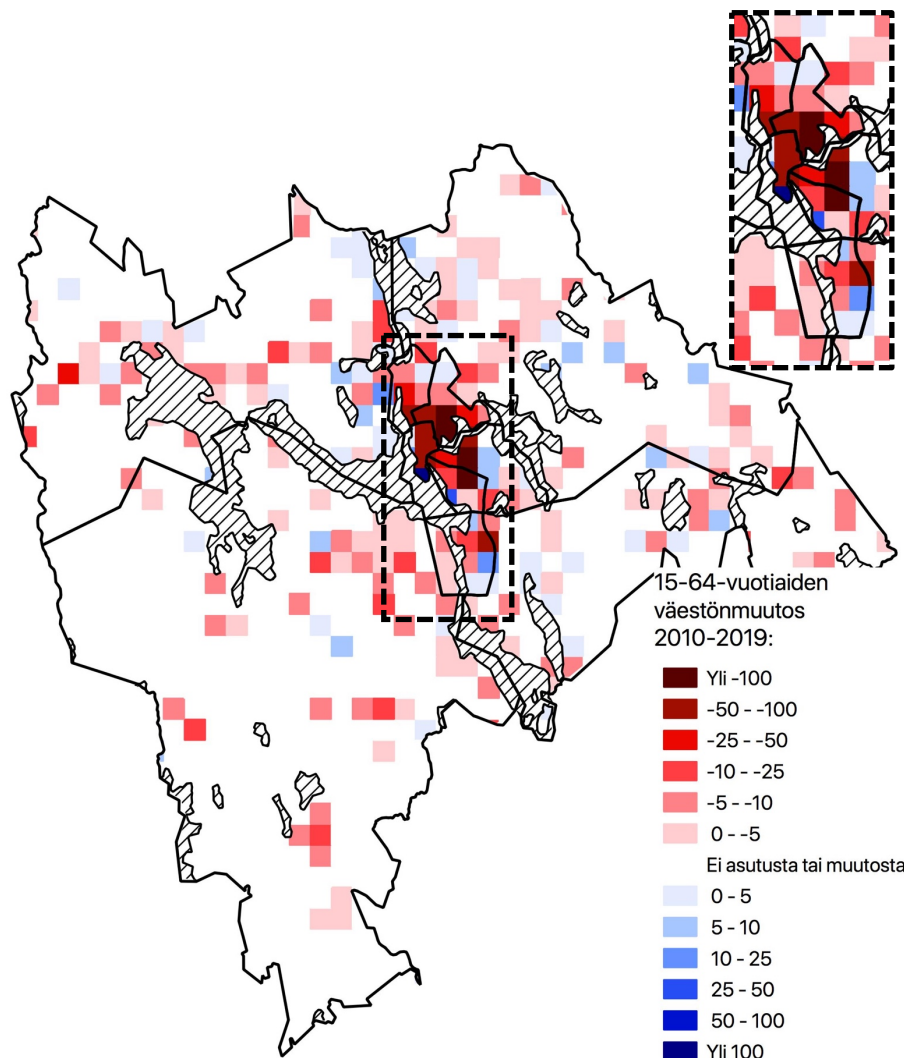 15-64-vuotiaiden
väestönmuutos
2010-2019:
Yli -100
-50 - -100
-25 - -50
-10 - -25
-5 - -10
0 - -5
Ei asutusta tai muutosta
0 - 5
5 - 10
10 - 25
25 - 50
50 - 100
Yli 100